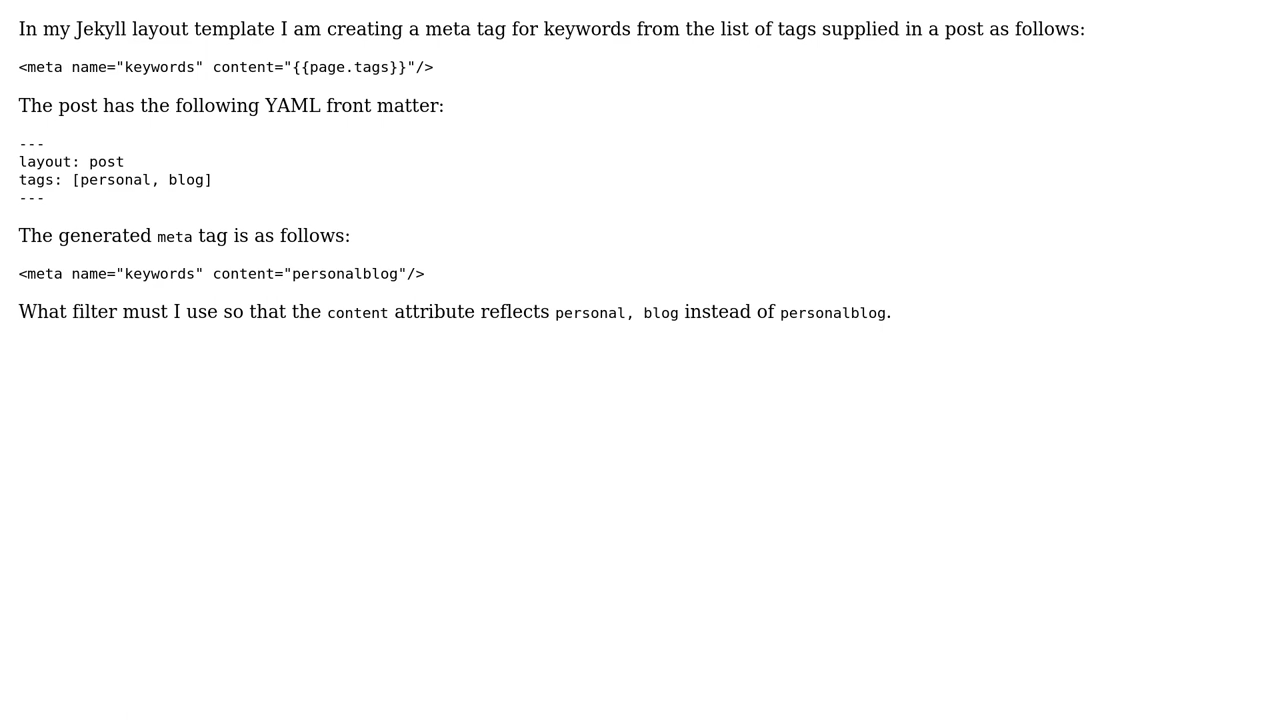 In my Jekyll layout template I am creating a meta tag for keywords from the list of tags supplied in a post as follows:
<meta name="keywords" content="{{page.tags}}"/>
The post has the following YAML front matter:
---
layout: post
tags: [personal, blog]
---
The generated meta tag is as follows:
<meta name="keywords" content="personalblog"/>
What filter must I use so that the content attribute reflects personal, blog instead of personalblog.